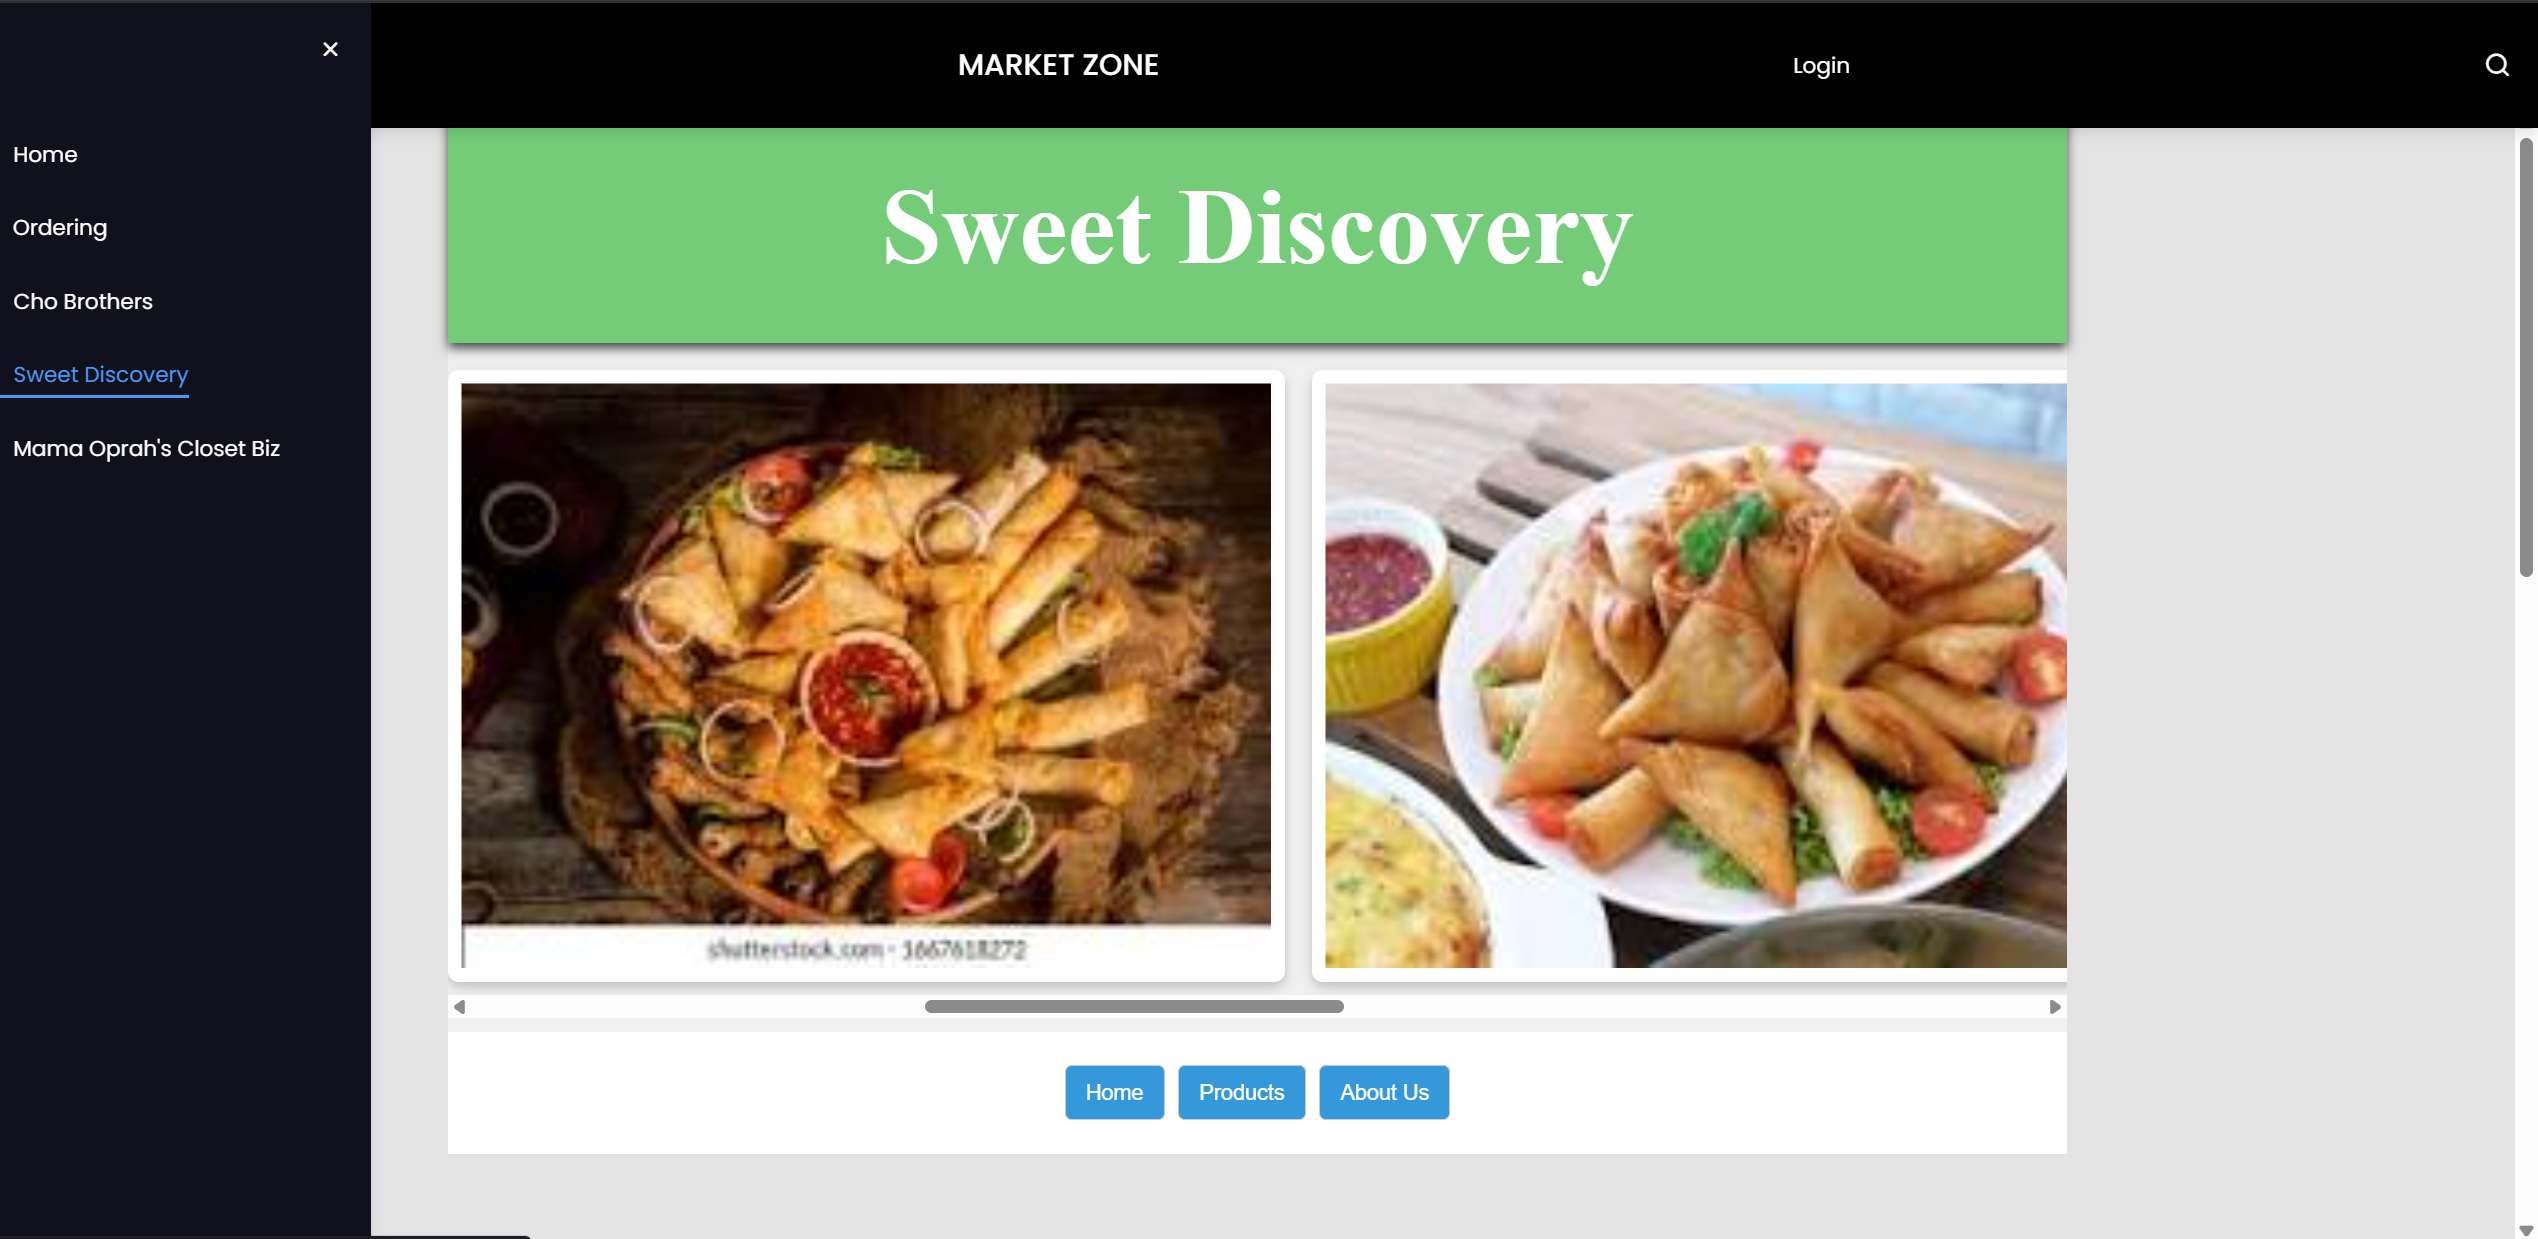 MARKET ZONE
Login
Home
Ordering
Cho Brothers
Sweet Discovery
Mama Oprah's Closet Biz
Sweet Discovery
shutterstock.com · 1667618272
Home
Products
About Us